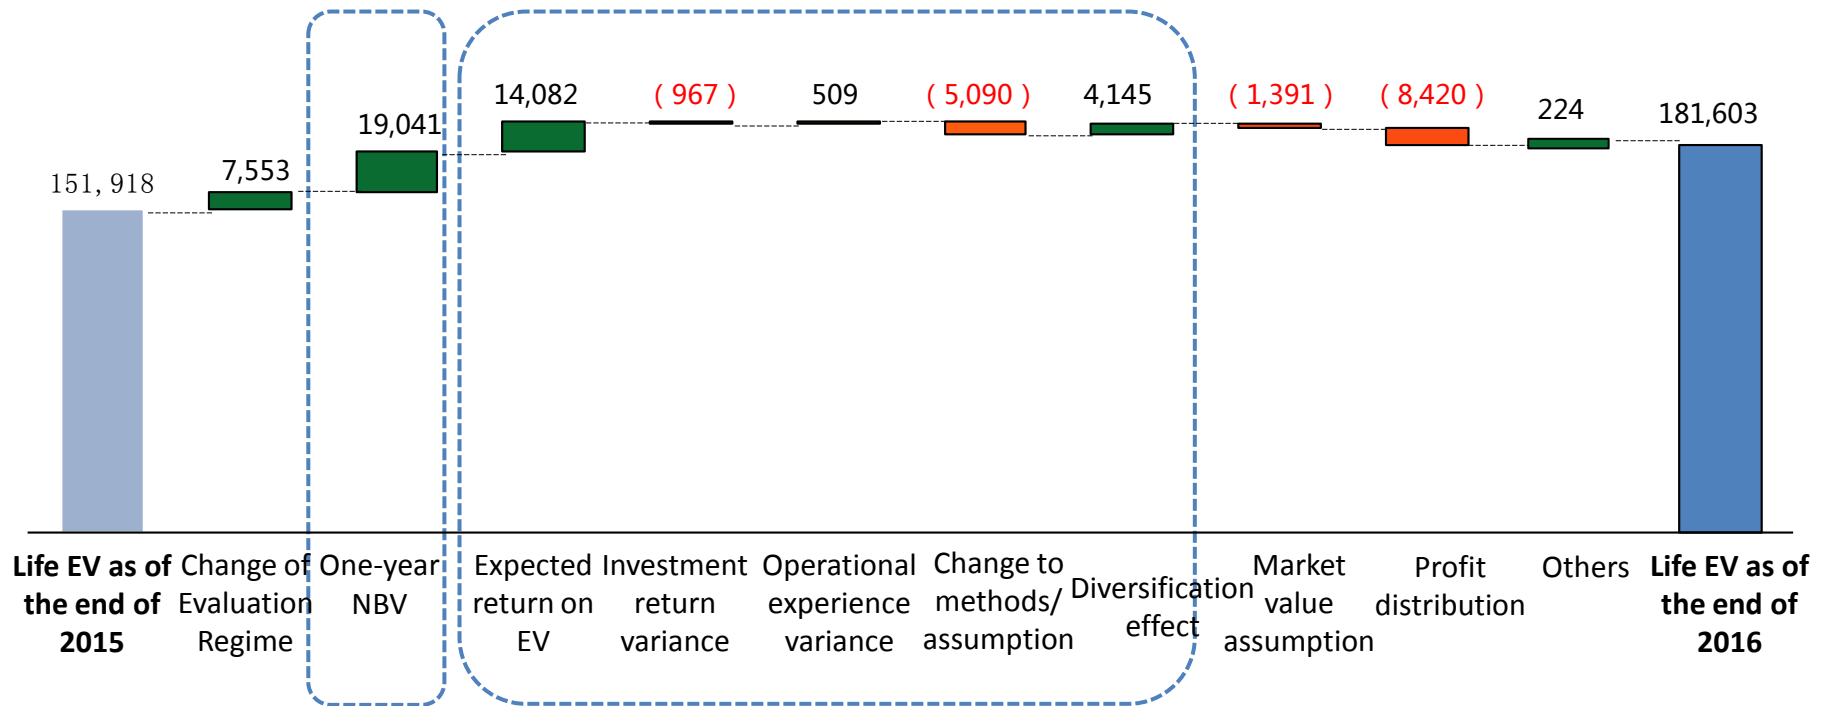 151,918
7,553
19,041
14,082
( 967 )
509
( 5,090 )
4,145
( 1,391 )
( 8,420 )
224
181,603
Life EV as of
the end of
2015
Change of
Evaluation
Regime
One-year
NBV
Expected
return on
EV
Investment
return
variance
Operational
experience
variance
Change to
methods/
assumption
Diversification
effect
Market
value
assumption
Profit
distribution
Others
Life EV as of
the end of
2016